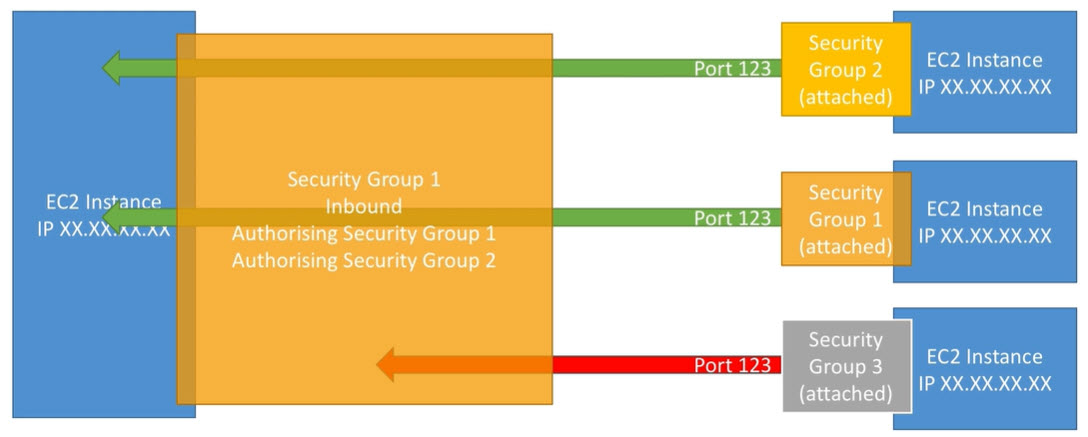 EC2 Instance
IP XX.XX.XX.XX
Security Group 1
Inbound
Authorising Security Group 1
Authorising Security Group 2
Port 123
Security
Group 2
(attached)
EC2 Instance
IP XX.XX.XX.XX
Port 123
Security
Group 1
(attached)
EC2 Instance
IP XX.XX.XX.XX
Port 123
Security
Group 3
(attached)
EC2 Instance
IP XX.XX.XX.XX